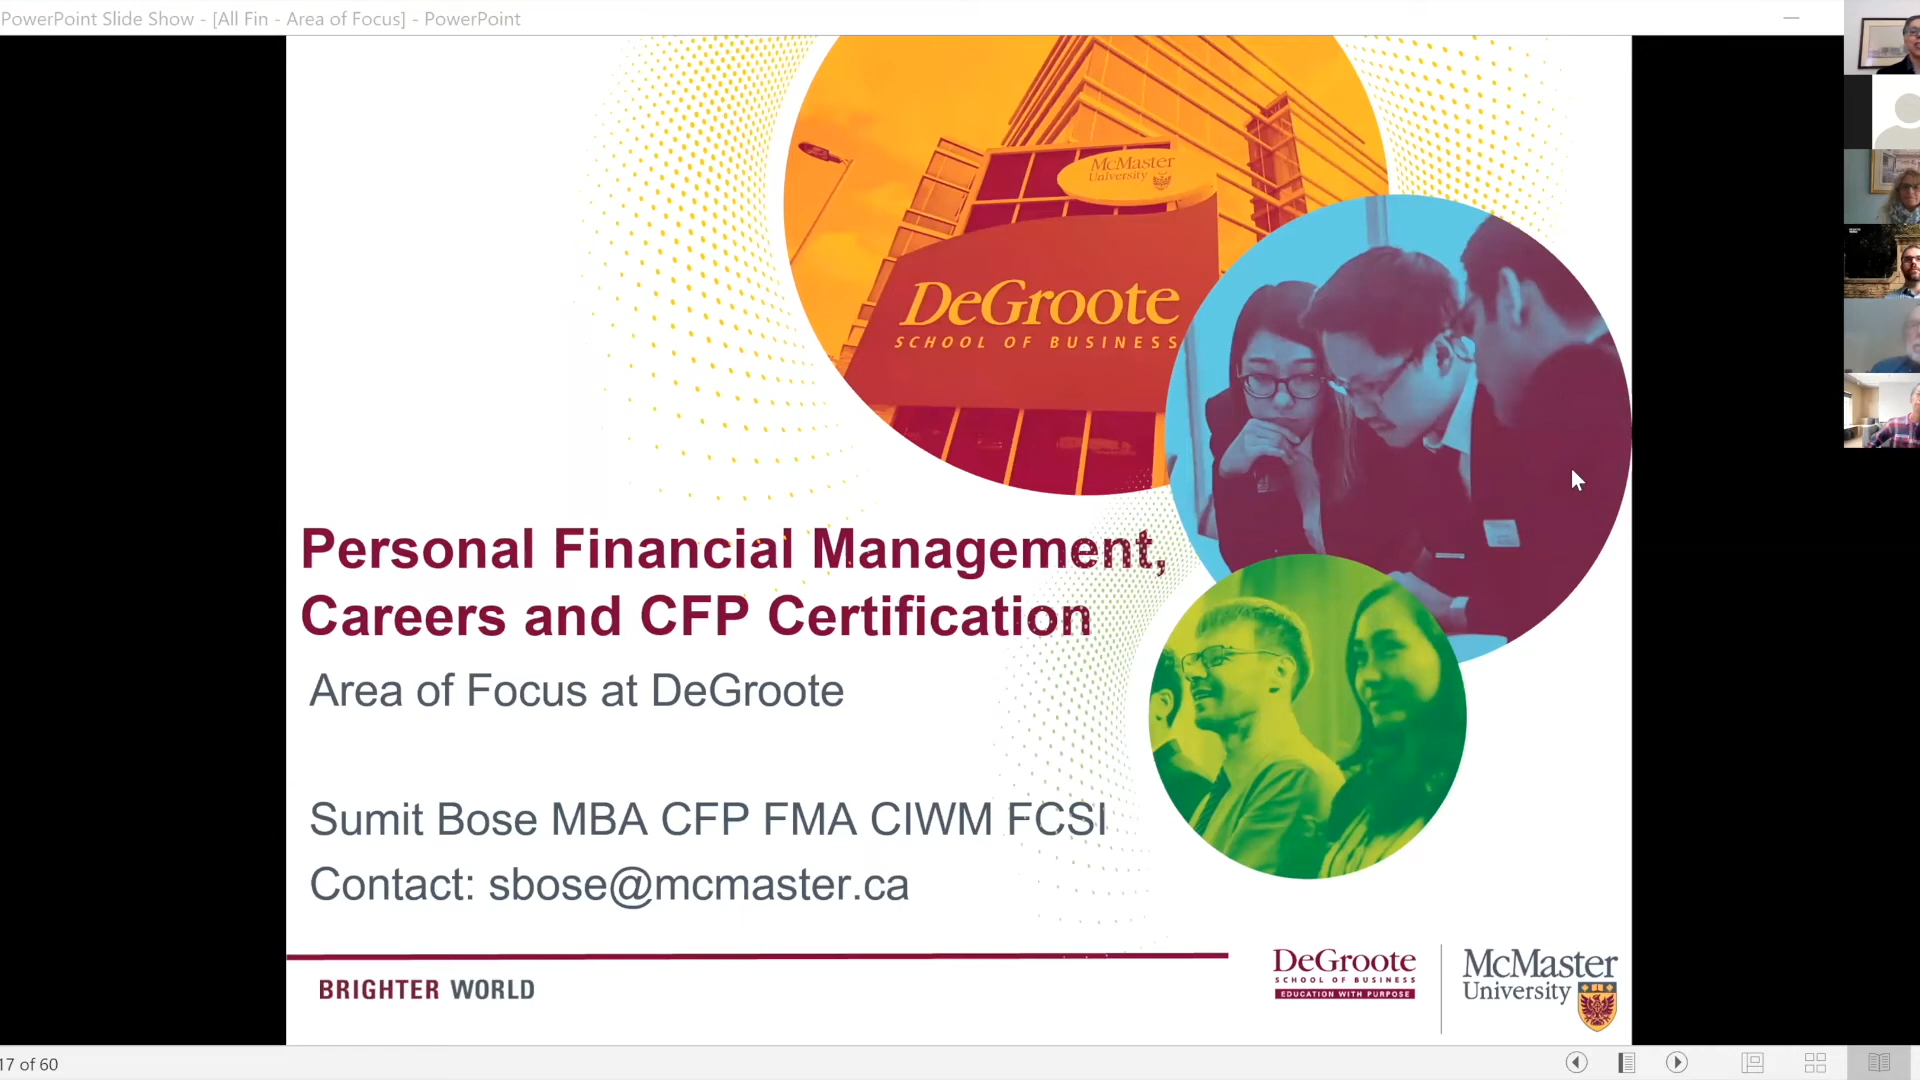 PowerPoint Slide Show - [All Fin - Area of Focus] - PowerPoint
McMaster
University
DeGroote
SCHOOL OF BUSINESS
Personal Financial Management,
Careers and CFP Certification
Area of Focus at DeGroote
Sumit Bose MBA CFP FMA CIWM FCSI
Contact: sbose@mcmaster.ca
BRIGHTER WORLD
DeGroote
SCHOOL OF BUSINESS
EDUCATION WITH PURPOSE
McMaster
University
17 of 60